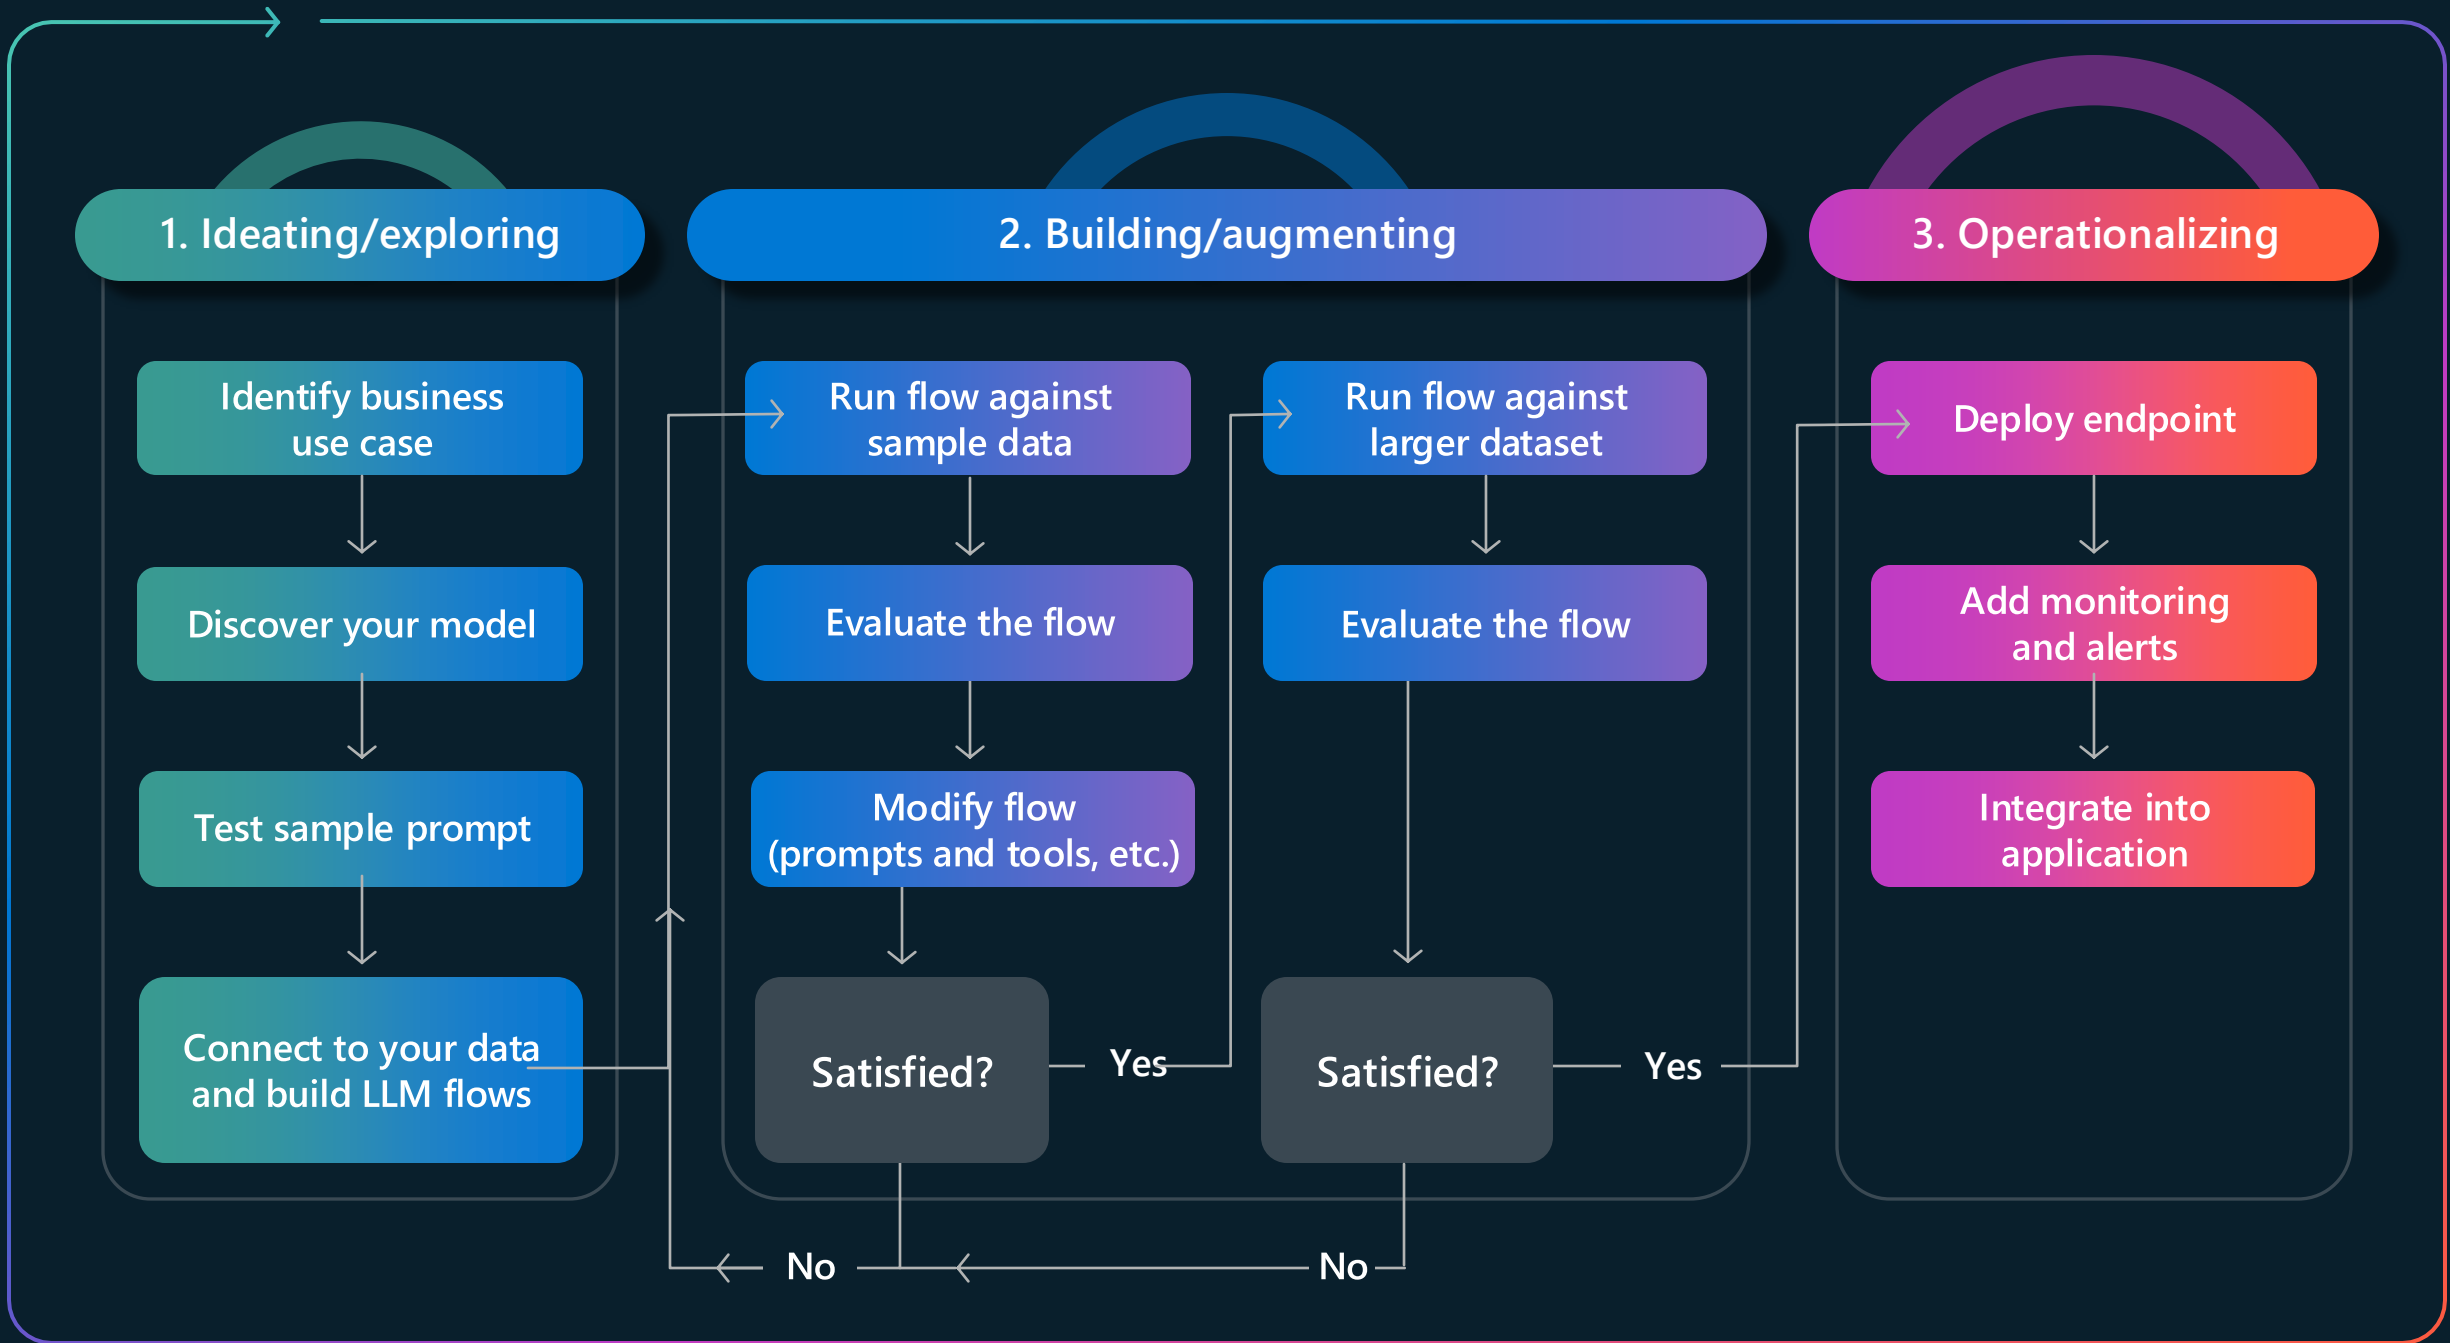 1. Ideating/exploring
Identify business
use case
Discover your model
Test sample prompt
Connect to your data
and build LLM flows
2. Building/augmenting
Run flow against
sample data
Evaluate the flow
Modify flow
(prompts and tools, etc.)
Satisfied?
Yes
No
Run flow against
larger dataset
Evaluate the flow
Satisfied?
Yes
No
3. Operationalizing
Deploy endpoint
Add monitoring
and alerts
Integrate into
application